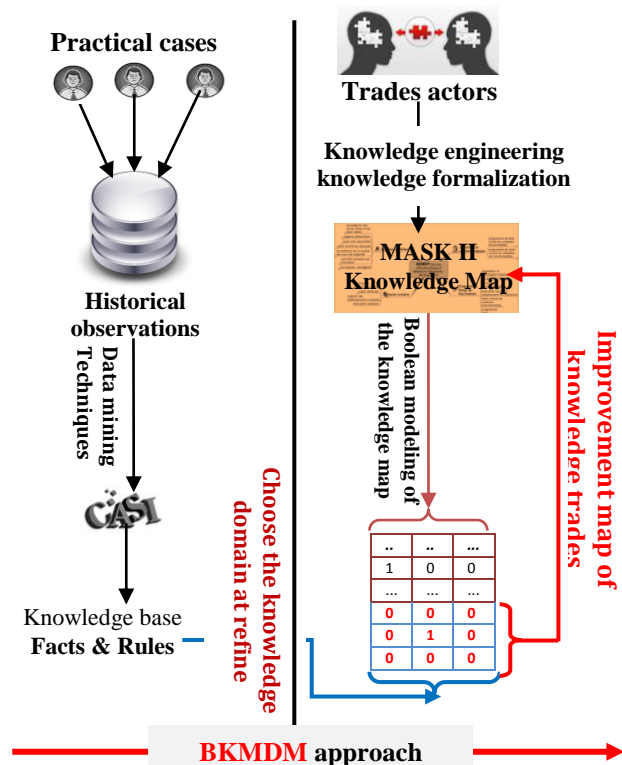 Practical cases
Historical
observations
Data mining
Techniques
CASI
Knowledge base
Facts & Rules
Choose the knowledge
domain at refine
Trades actors
Knowledge engineering
knowledge formalization
MASK II
Knowledge Map
Boolean modeling of
the knowledge map
.. .. ...
1 0 0
... ... ...
0 0 0
0 1 0
0 0 0
Improvement map of
knowledge trades
BKMDM approach